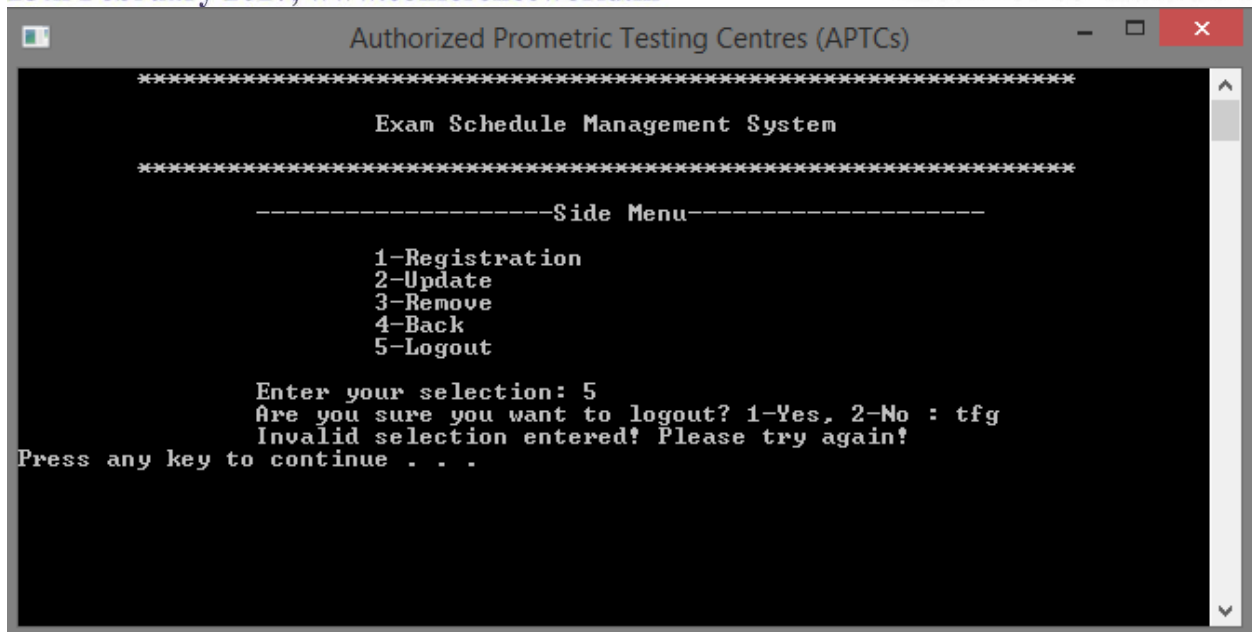 Authorized Prometric Testing Centres (APTCs)
***************************************************************
Exam Schedule Management System
***************************************************************
--------------------Side Menu--------------------
1-Registration
2-Update
3-Remove
4-Back
5-Logout
Enter your selection: 5
Are you sure you want to logout? 1-Yes, 2-No : tfg
Invalid selection entered! Please try again!
Press any key to continue . . .